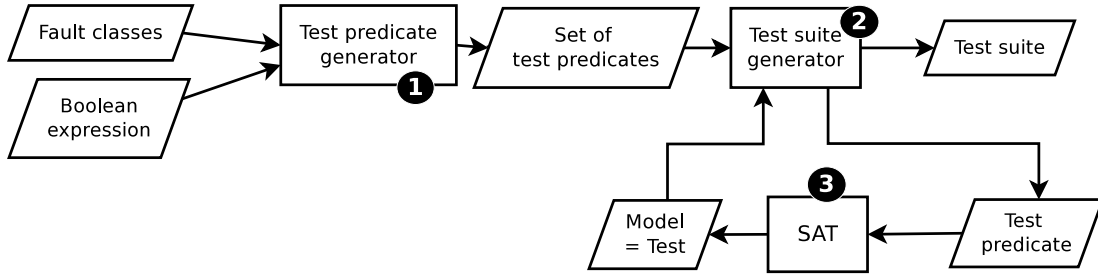 Fault classes
Boolean
expression
Test predicate
generator
1
Set of
test predicates
Test suite
generator
2
Test suite
3
Model
= Test
SAT
Test
predicate